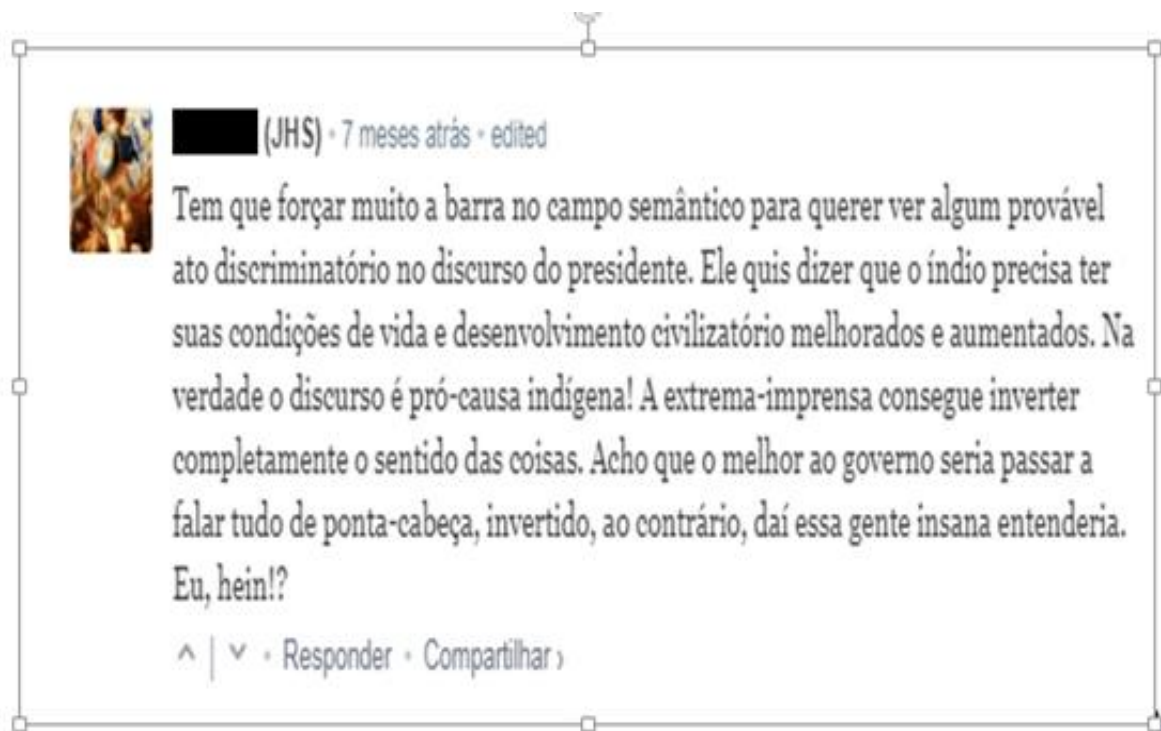 (JHS) • 7 meses atrás • edited
Tem que forçar muito a barra no campo semântico para querer ver algum provável
ato discriminatório no discurso do presidente. Ele quis dizer que o índio precisa ter
suas condições de vida e desenvolvimento civilizatório melhorados e aumentados. Na
verdade o discurso é pró-causa indígena! A extrema-imprensa consegue inverter
completamente o sentido das coisas. Acho que o melhor ao governo seria passar a
falar tudo de ponta-cabeça, invertido, ao contrário, daí essa gente insana entenderia.
Eu, hein!?
• Responder • Compartilhar ›